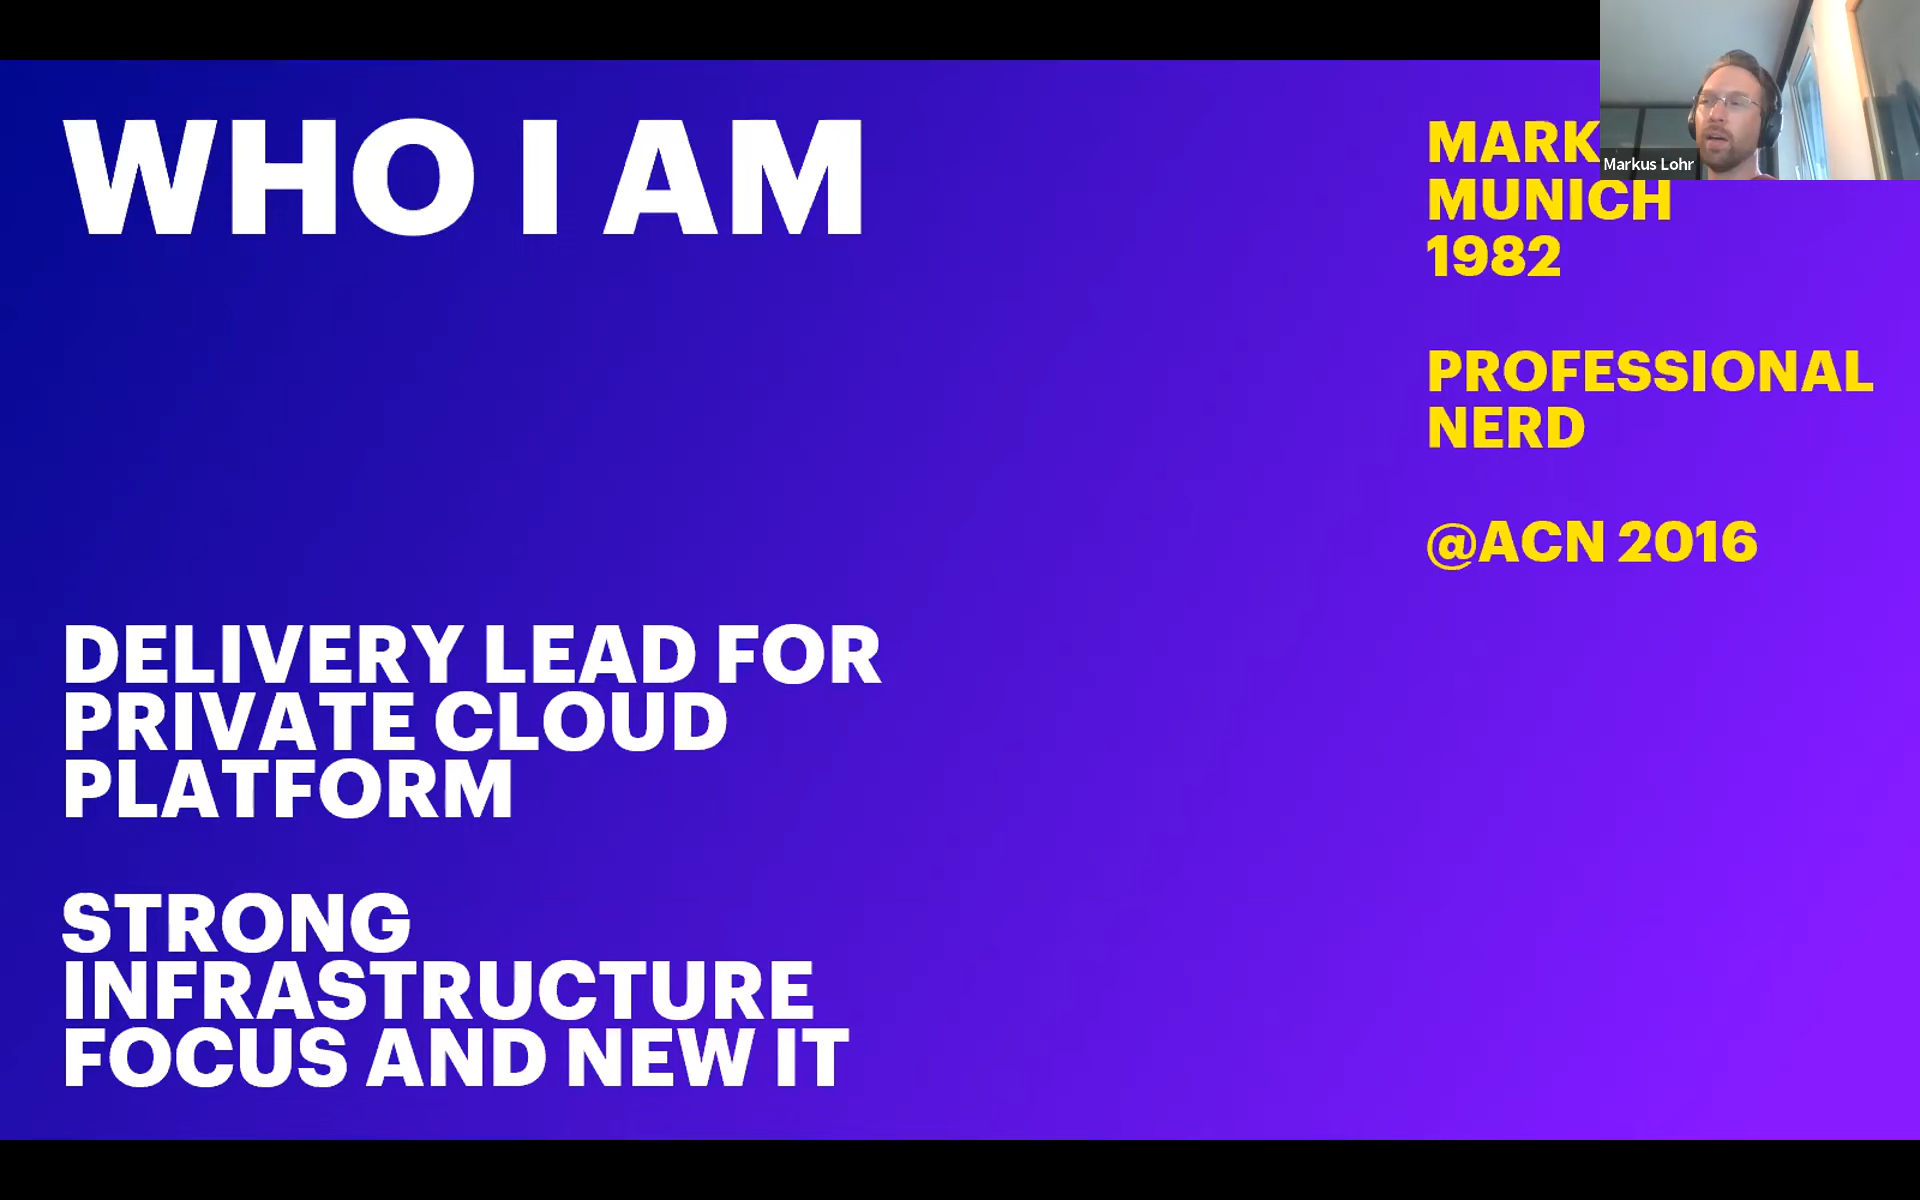 WHO I AM
MARK
Markus Lohr
MUNICH
1982
PROFESSIONAL
NERD
@ACN 2016
DELIVERY LEAD FOR
PRIVATE CLOUD
PLATFORM
STRONG
INFRASTRUCTURE
FOCUS AND NEW IT